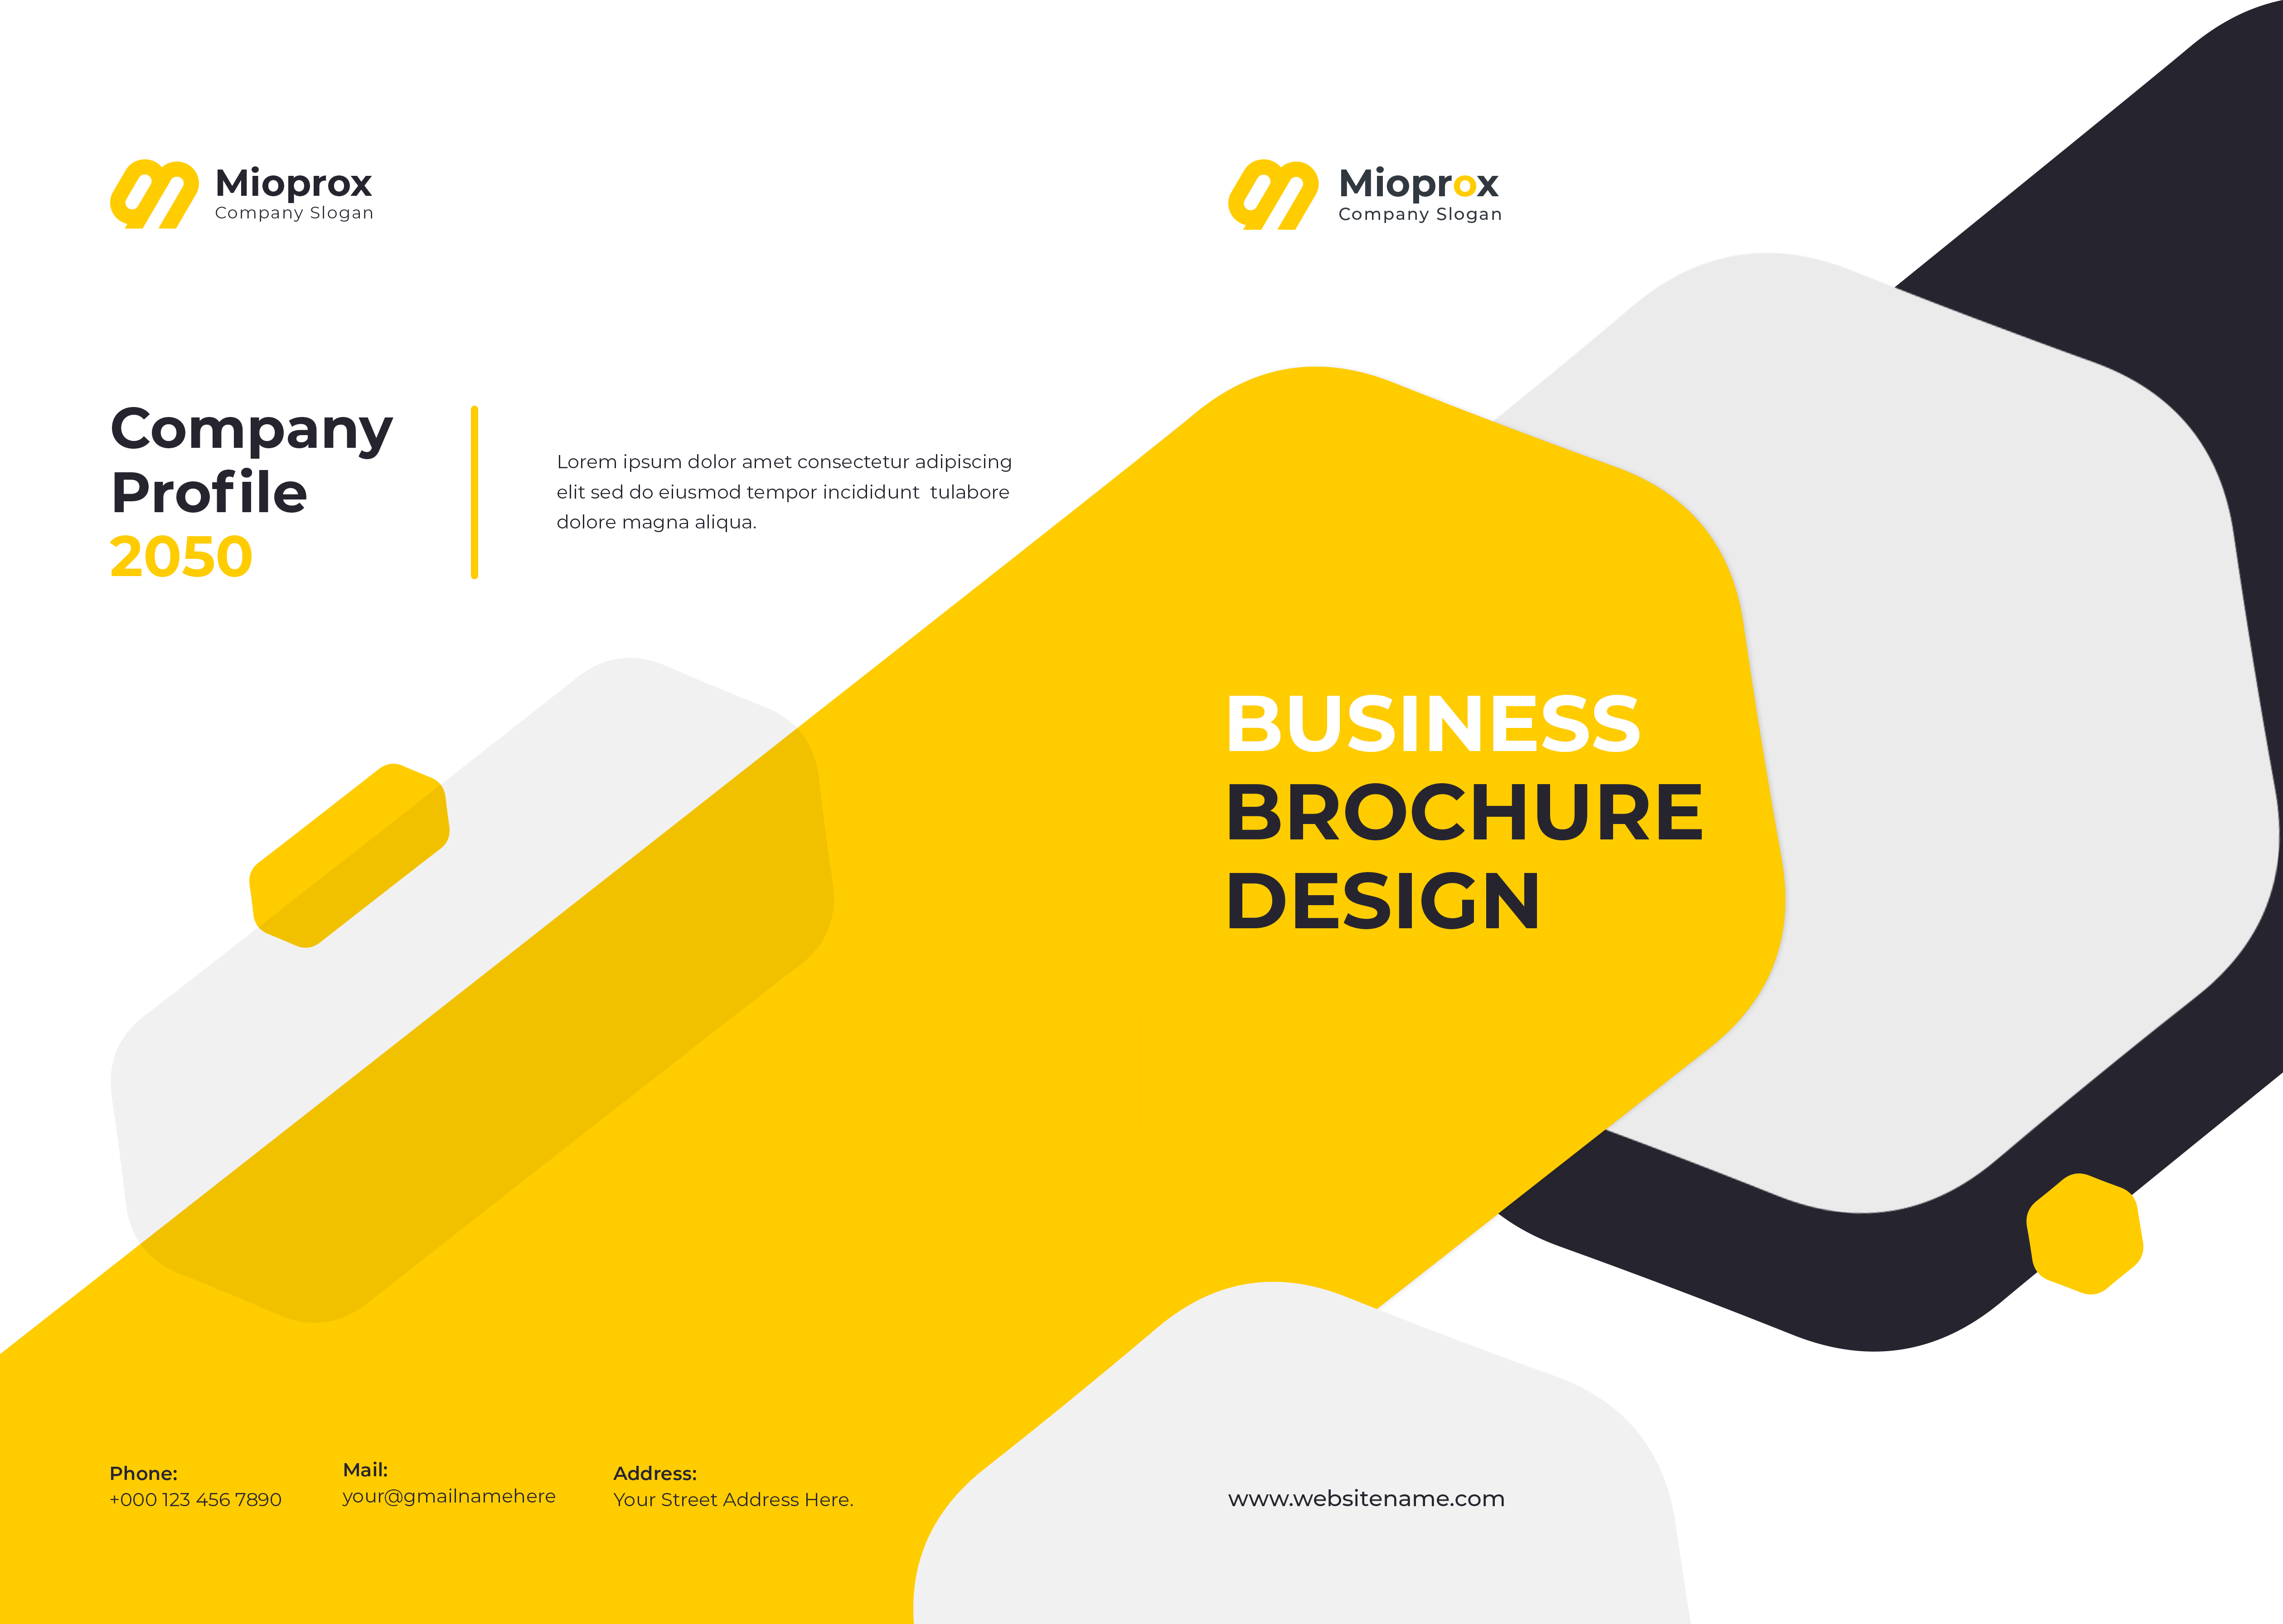 Mioprox
Company Slogan
Company
Profile
2050
Lorem ipsum dolor amet consectetur adipiscing
elit sed do eiusmod tempor incididunt  tulabore
dolore magna aliqua.
Phone:
+000 123 456 7890
Mail:
your@gmailnamehere
Address:
Your Street Address Here.
Mioprox
Company Slogan
BUSINESS
BROCHURE
DESIGN
www.websitename.com